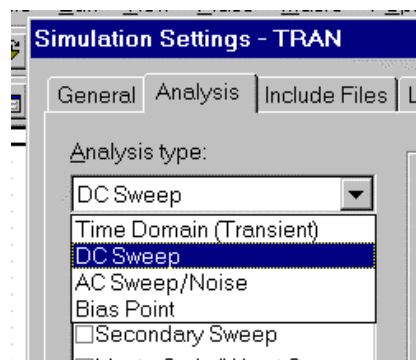 Simulation Settings - TRAN
General Analysis Include Files
Analysis type:
DC Sweep
Time Domain (Transient)
DC Sweep
AC Sweep/Noise
Bias Point
Secondary Sweep